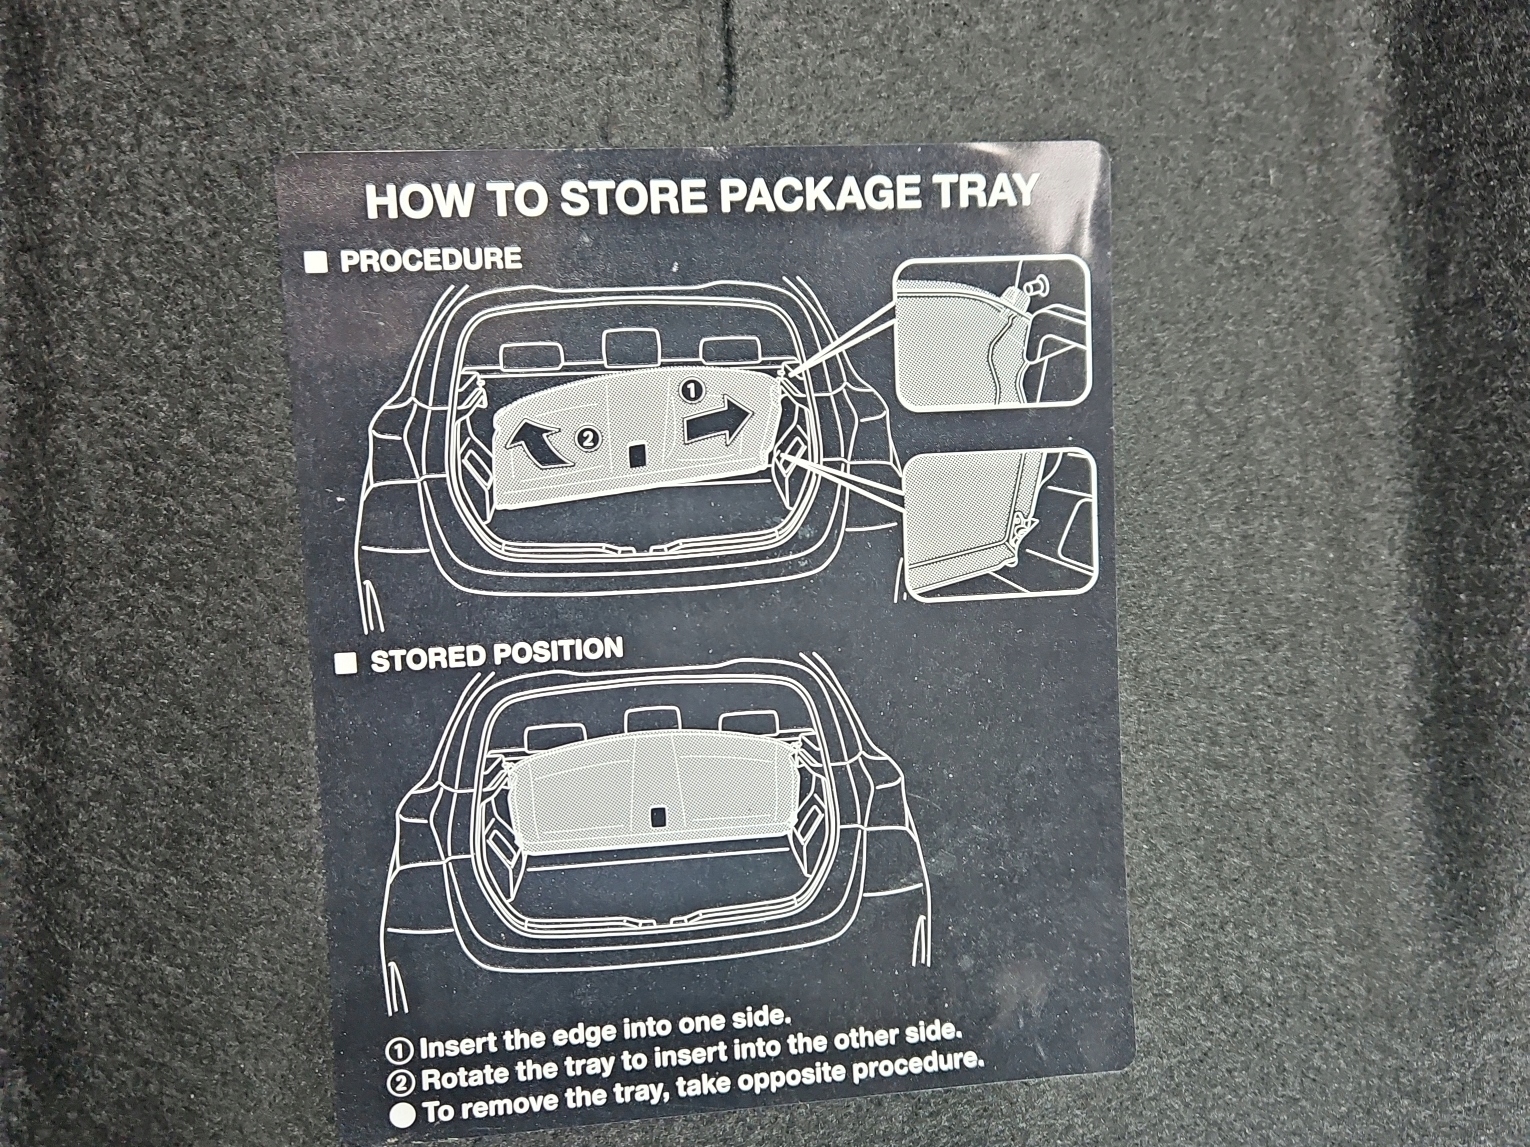 HOW TO STORE PACKAGE TRAY
■ PROCEDURE
1
2
■ STORED POSITION
① Insert the edge into one side.
② Rotate the tray to insert into the other side.
● To remove the tray, take opposite procedure.